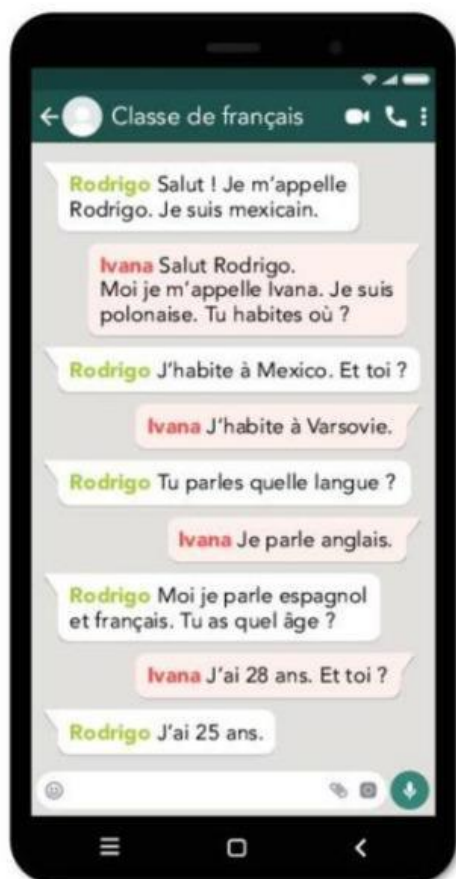 Classe de français
Rodrigo Salut ! Je m'appelle
Rodrigo. Je suis mexicain.
Ivana Salut Rodrigo.
Moi je m'appelle Ivana. Je suis
polonaise. Tu habites où ?
Rodrigo J'habite à Mexico. Et toi ?
Ivana J'habite à Varsovie.
Rodrigo Tu parles quelle langue ?
Ivana Je parle anglais.
Rodrigo Moi je parle espagnol
et français. Tu as quel âge ?
Ivana J'ai 28 ans. Et toi ?
Rodrigo J'ai 25 ans.